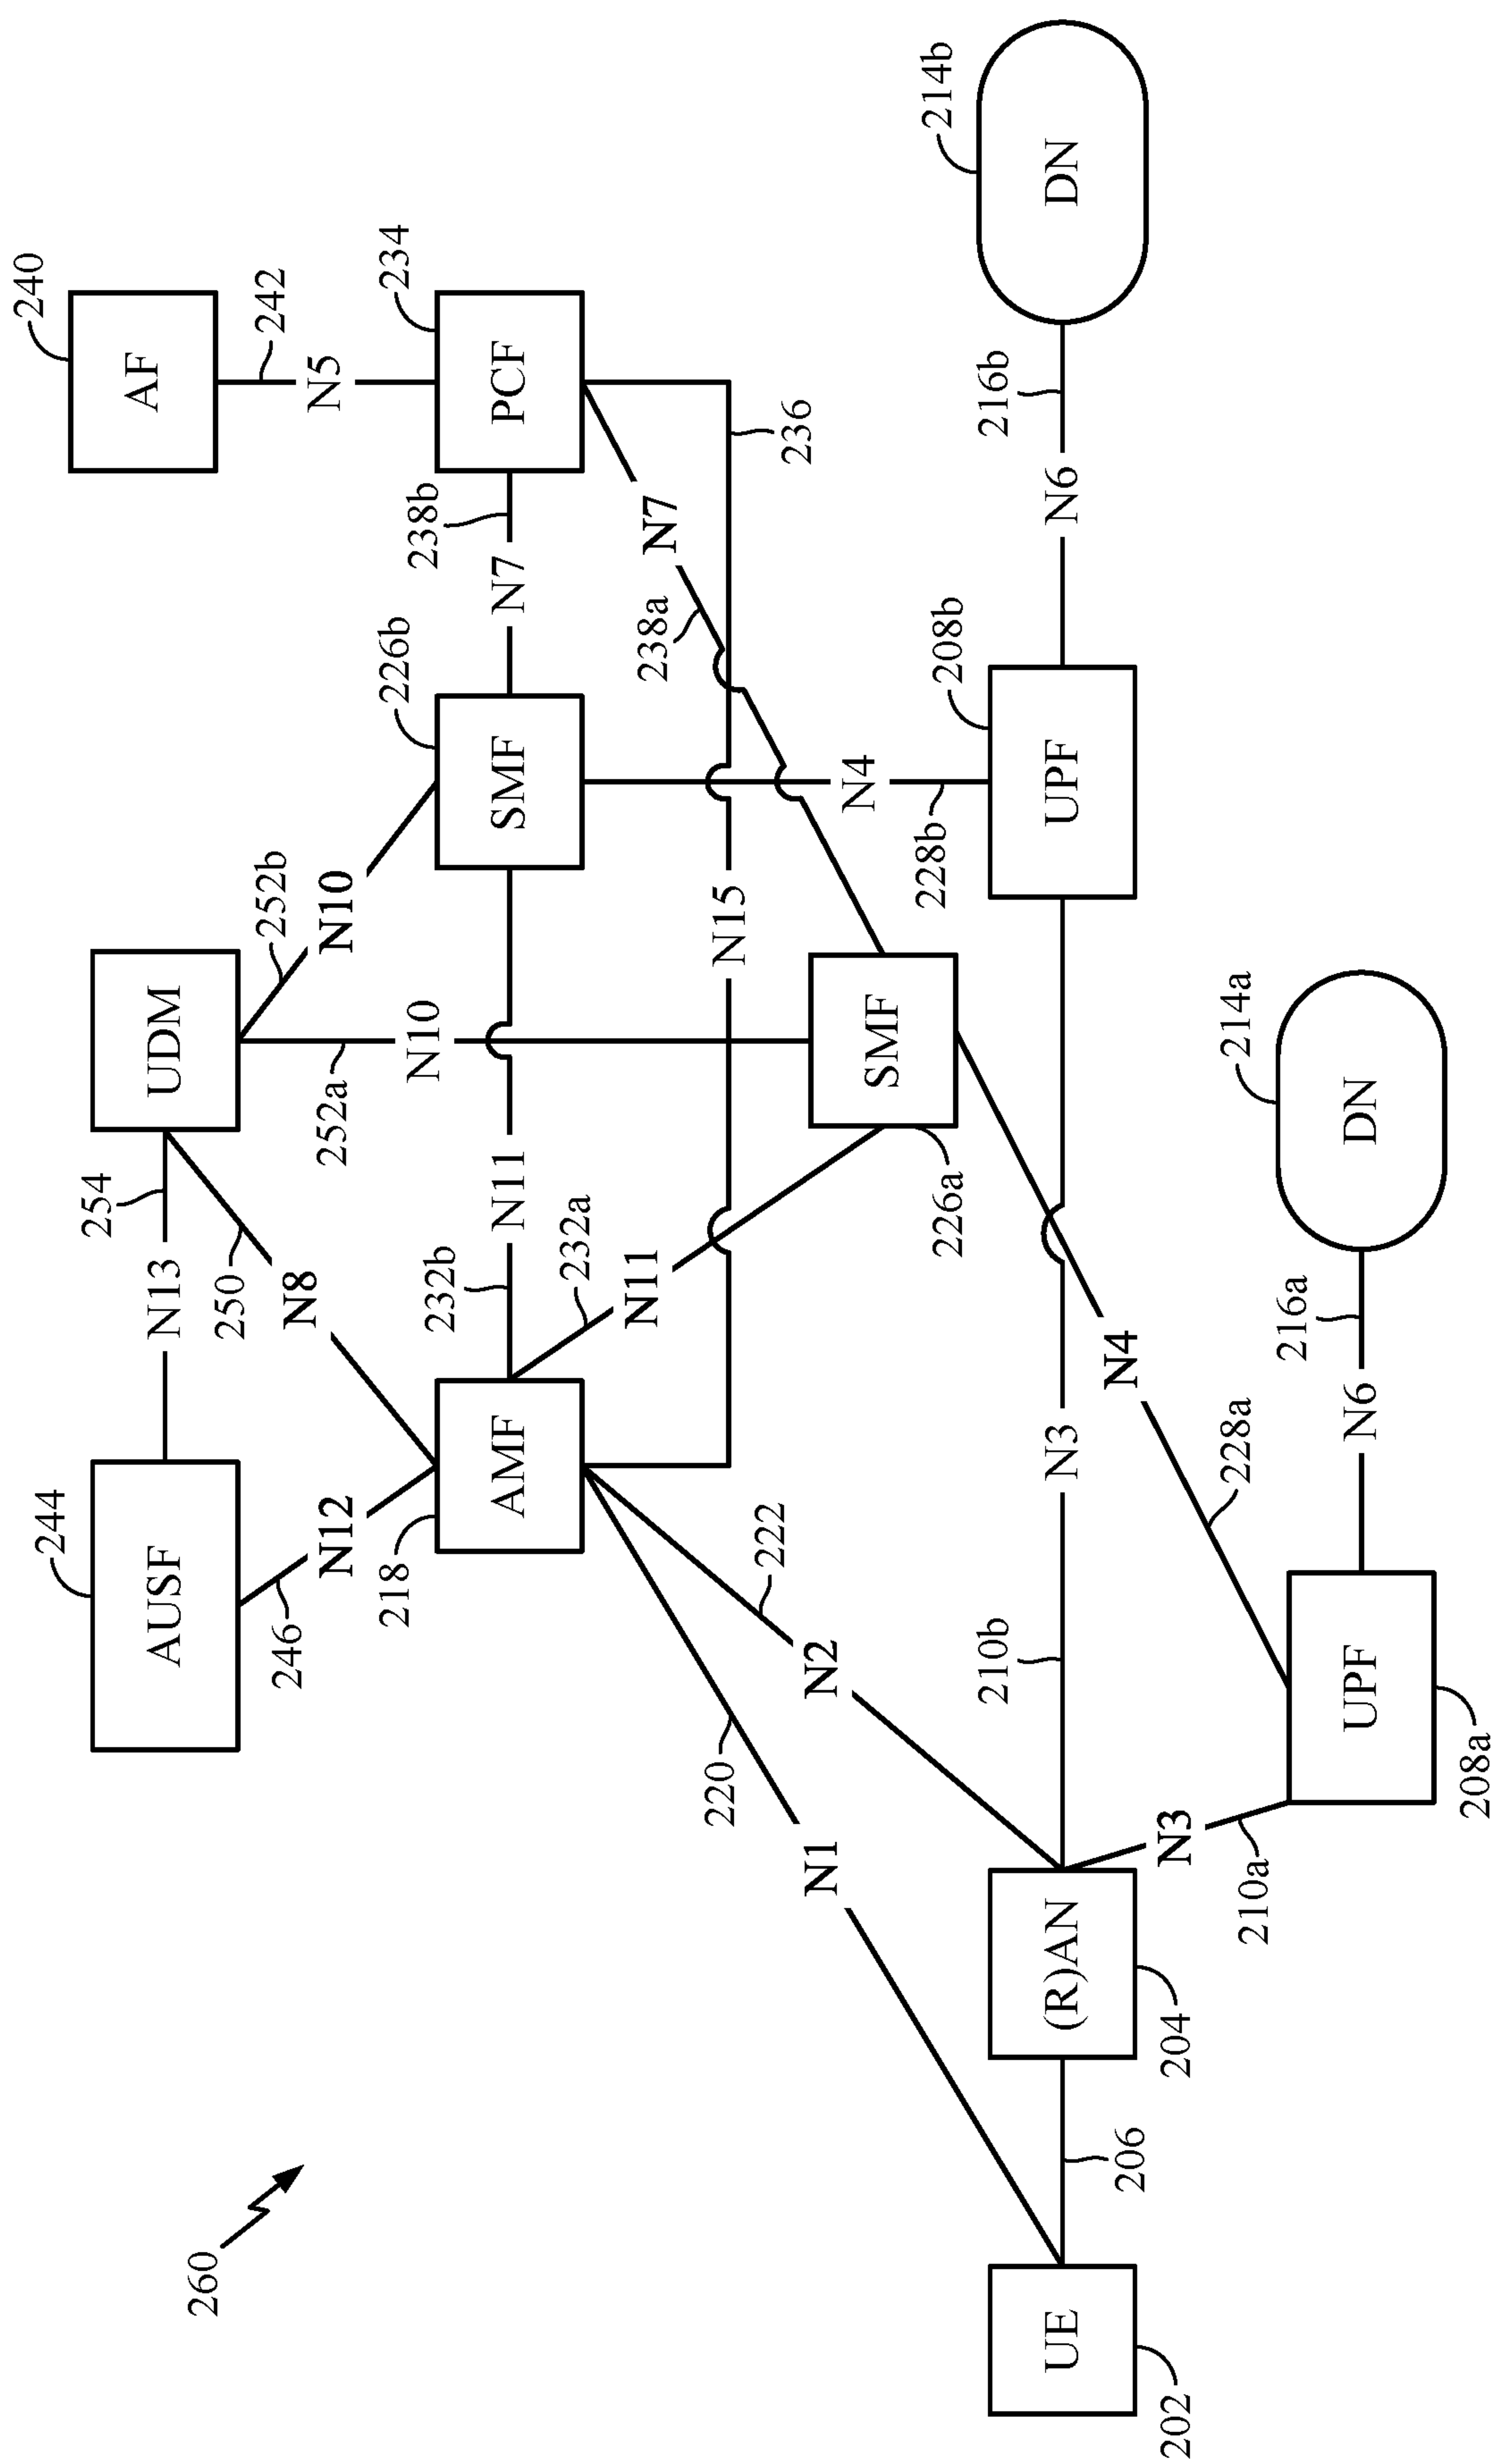 260
244
AUSF
254
N13
UDM
240
AF
246
N12
250
N8
252a
N10
252b
N10
242
N5
218
AMF
232b
N11
226b
SMF
238b
N7
234
PCF
232a
N11
N15
238a
N7
236
220
N1
222
N2
226a
SMF
228b
N4
202
UE
206
204
(R)AN
210b
N3
208b
UPF
216b
N6
214b
DN
210a
N3
228a
N4
208a
UPF
216a
N6
214a
DN